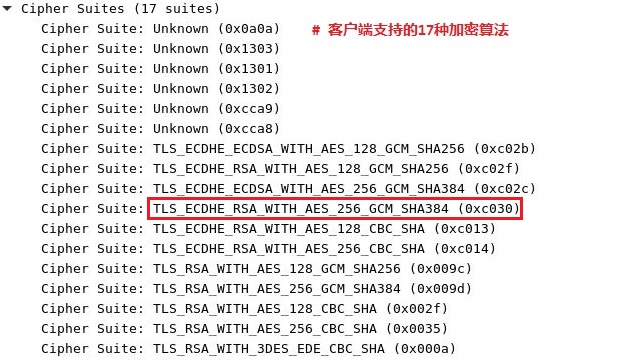 Cipher Suites (17 suites)
Cipher Suite: Unknown (0x0a0a) # 客户端支持的17种加密算法
Cipher Suite: Unknown (0x1303)
Cipher Suite: Unknown (0x1301)
Cipher Suite: Unknown (0x1302)
Cipher Suite: Unknown (0xcca9)
Cipher Suite: Unknown (0xcca8)
Cipher Suite: TLS_ECDHE_ECDSA_WITH_AES_128_GCM_SHA256 (0xc02b)
Cipher Suite: TLS_ECDHE_RSA_WITH_AES_128_GCM_SHA256 (0xc02f)
Cipher Suite: TLS_ECDHE_ECDSA_WITH_AES_256_GCM_SHA384 (0xc02c)
Cipher Suite: TLS_ECDHE_RSA_WITH_AES_256_GCM_SHA384 (0xc030)
Cipher Suite: TLS_ECDHE_RSA_WITH_AES_128_CBC_SHA (0xc013)
Cipher Suite: TLS_ECDHE_RSA_WITH_AES_256_CBC_SHA (0xc014)
Cipher Suite: TLS_RSA_WITH_AES_128_GCM_SHA256 (0x009c)
Cipher Suite: TLS_RSA_WITH_AES_256_GCM_SHA384 (0x009d)
Cipher Suite: TLS_RSA_WITH_AES_128_CBC_SHA (0x002f)
Cipher Suite: TLS_RSA_WITH_AES_256_CBC_SHA (0x0035)
Cipher Suite: TLS_RSA_WITH_3DES_EDE_CBC_SHA (0x000a)